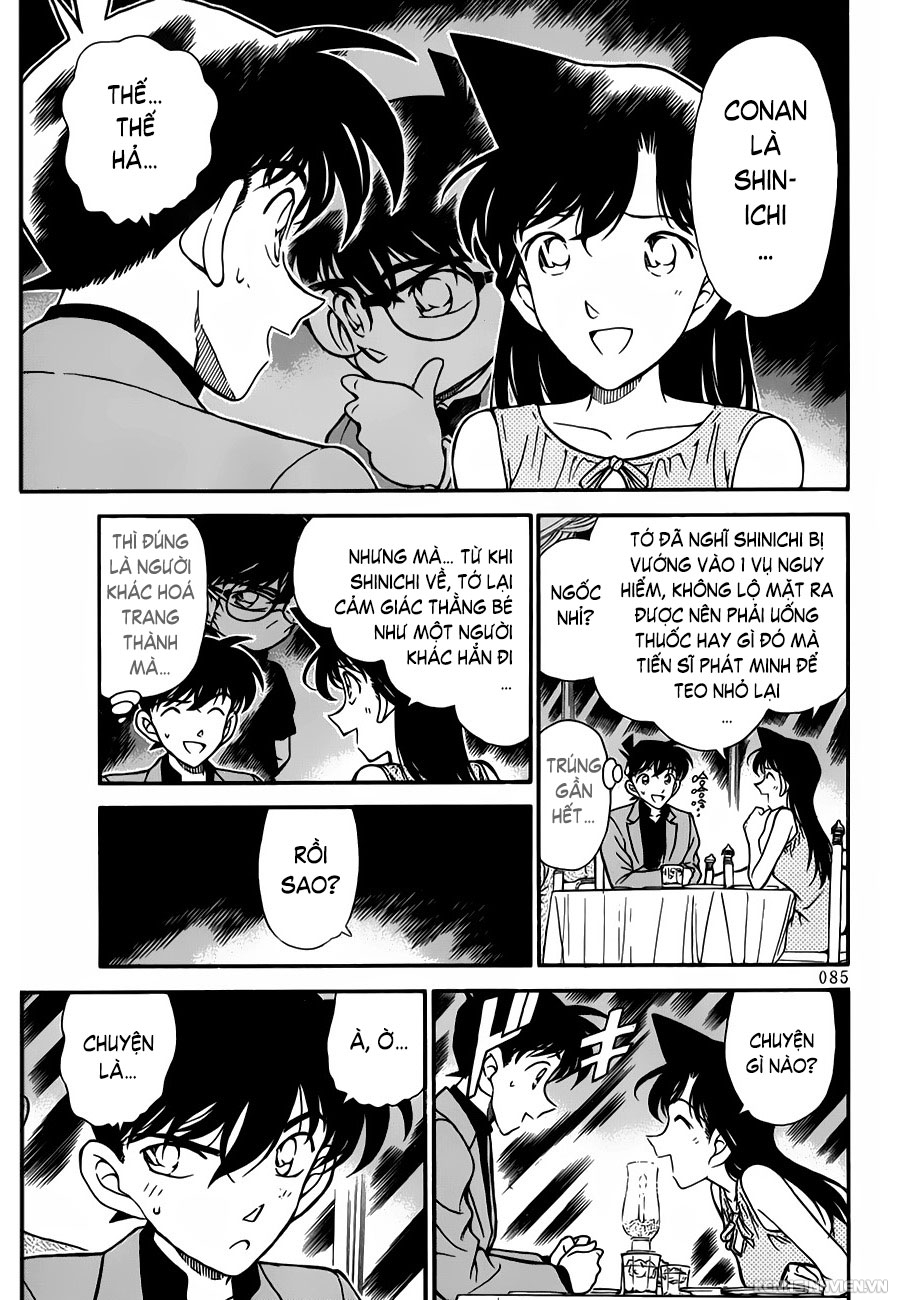 CONAN
LÀ
SHIN-
ICHI
...
THẾ...
THẾ
HẢ...
TỚ ĐÃ NGHĨ SHINICHI BỊ
VƯỚNG VÀO 1 VỤ NGUY
HIỂM, KHÔNG LỘ MẶT RA
ĐƯỢC NÊN PHẢI UỐNG
THUỐC HAY GÌ ĐÓ MÀ
TIẾN SĨ PHÁT MINH ĐỂ
TEO NHỎ LẠI
...
NGỐC
NHỈ?
TRÚNG
GẦN
HẾT...
NHƯNG MÀ... TỪ KHI
SHINICHI VỀ, TỚ LẠI
CẢM GIÁC THẰNG BÉ
NHƯ MỘT NGƯỜI
KHÁC HẲN ĐI
...
THÌ ĐÚNG
LÀ NGƯỜI
KHÁC HOÁ
TRANG
THÀNH
MÀ...
RỒI
SAO?
085
CHUYỆN
GÌ NÀO?
ドキ
À, Ờ...
CHUYỆN
LÀ...